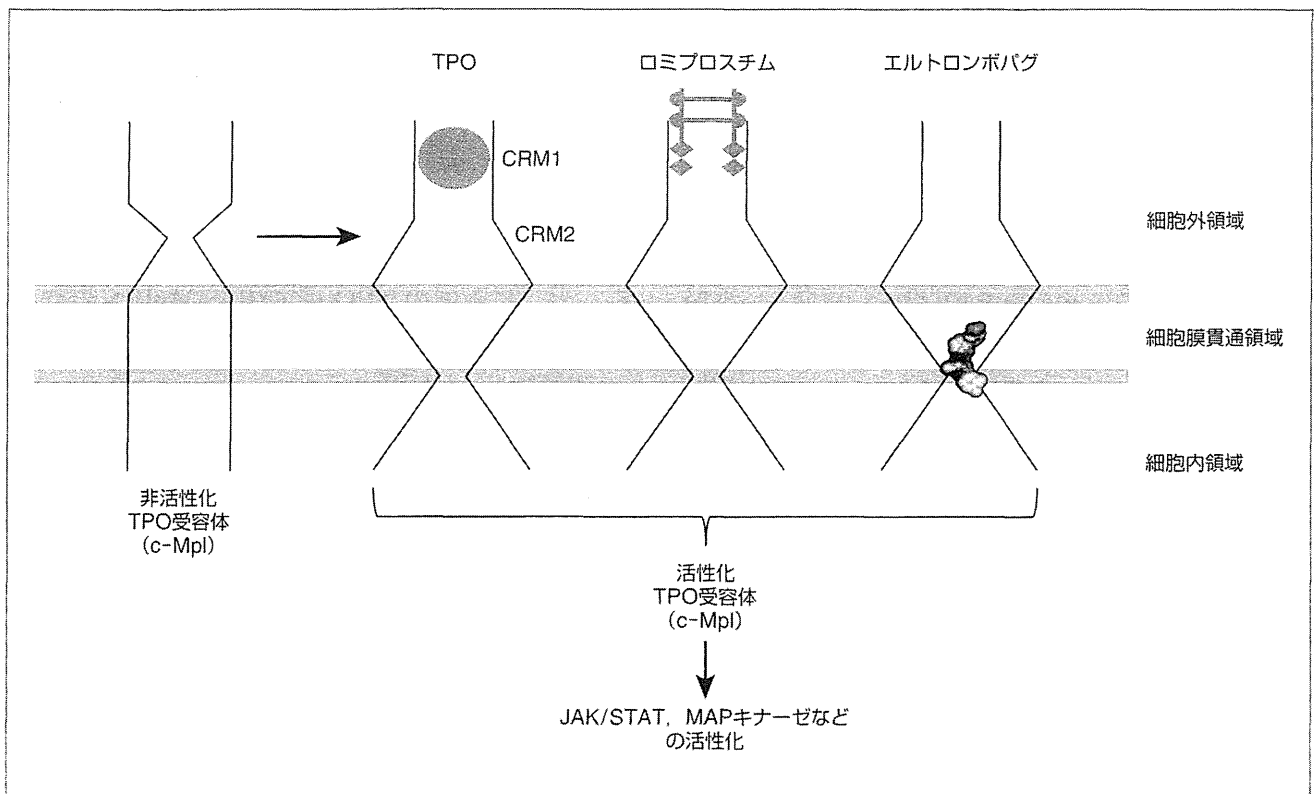 TPO
ロミプロスチム
エルトロンボパグ
CRM1
CRM2
細胞外領域
細胞膜貫通領域
細胞内領域
非活性化
TPO受容体
(c-Mpl)
活性化
TPO受容体
(c-Mpl)
JAK/STAT，MAPキナーゼなど
の活性化